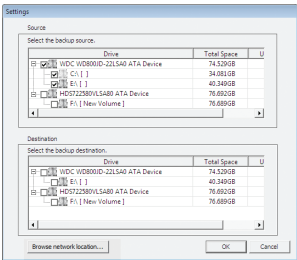 Settings
Source
Select the backup source.
Drive Total Space U
WDC WD800JD-22LSA0 ATA Device 74.529GB
C:\ [ ] 34.081GB
E:\ [ ] 40.349GB
HDS722580VLSA80 ATA Device 76.692GB
F:\ [ New Volume ] 76.689GB
Destination
Select the backup destination.
Drive Total Space U
WDC WD800JD-22LSA0 ATA Device 74.529GB
E:\ [ ] 40.349GB
HDS722580VLSA80 ATA Device 76.692GB
F:\ [ New Volume ] 76.689GB
Browse network location... OK Cancel